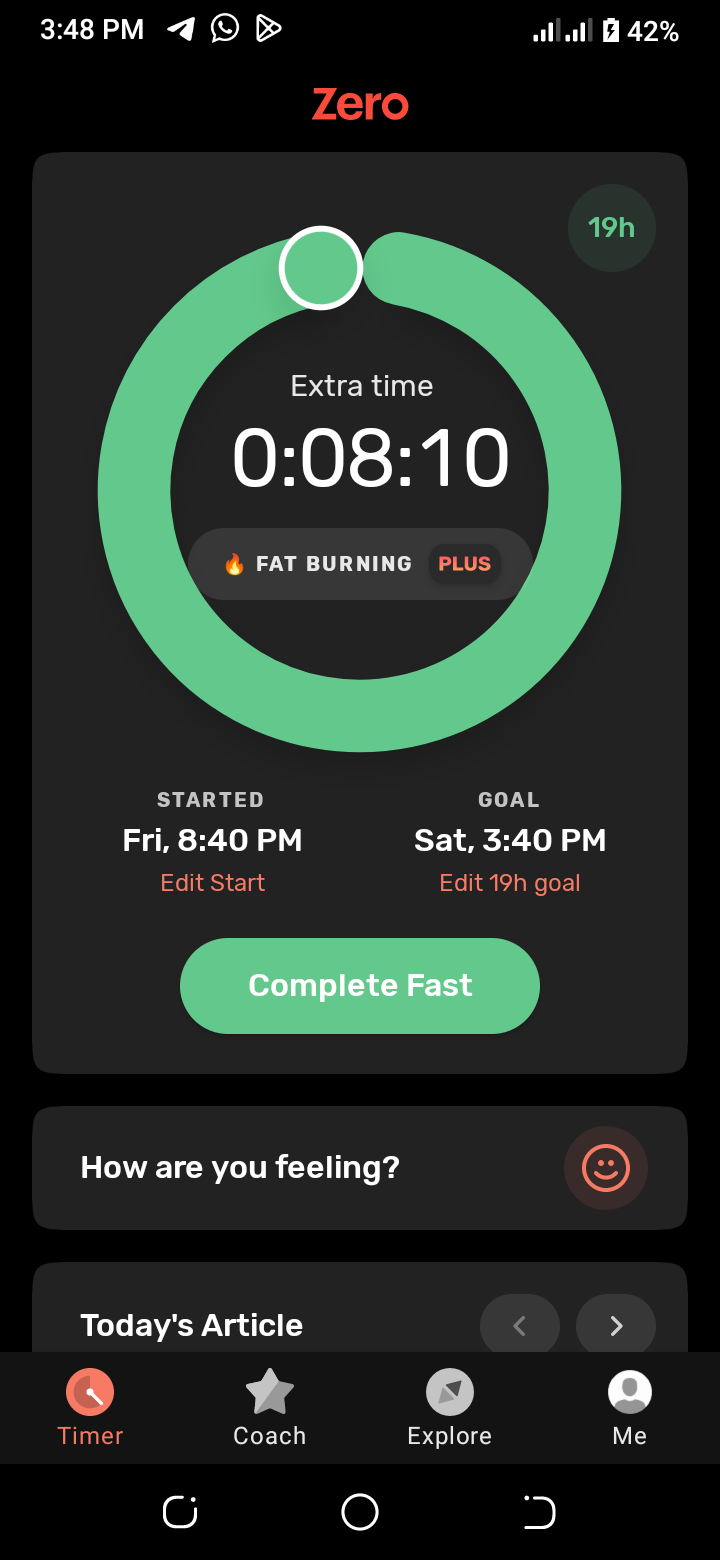 3:48 PM 42%
Zero
19h
Extra time
0:08:10
🔥 FAT BURNING PLUS
STARTED GOAL
Fri, 8:40 PM Sat, 3:40 PM
Edit Start Edit 19h goal
Complete Fast
How are you feeling?
Today's Article
Timer Coach Explore Me